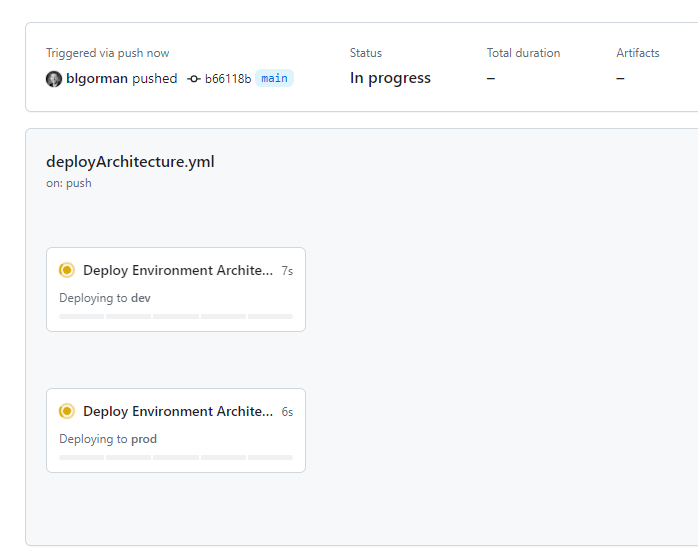 Triggered via push now
Status
Total duration
Artifacts
blgorman pushed b66118b main
In progress
–
–
deployArchitecture.yml
on: push
Deploy Environment Archite... 7s
Deploying to dev
Deploy Environment Archite... 6s
Deploying to prod